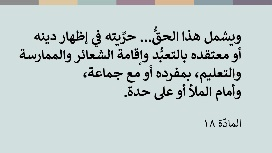 ويشمل هذا الحقُّ... حرِّيته في إظهار دينه
أو معتقده بالتعبُّد وإقامة الشعائر والممارسة
والتعليم، بمفرده أو مع جماعة،
وأمام الملأ أو على حدة.
المادّة ١٨